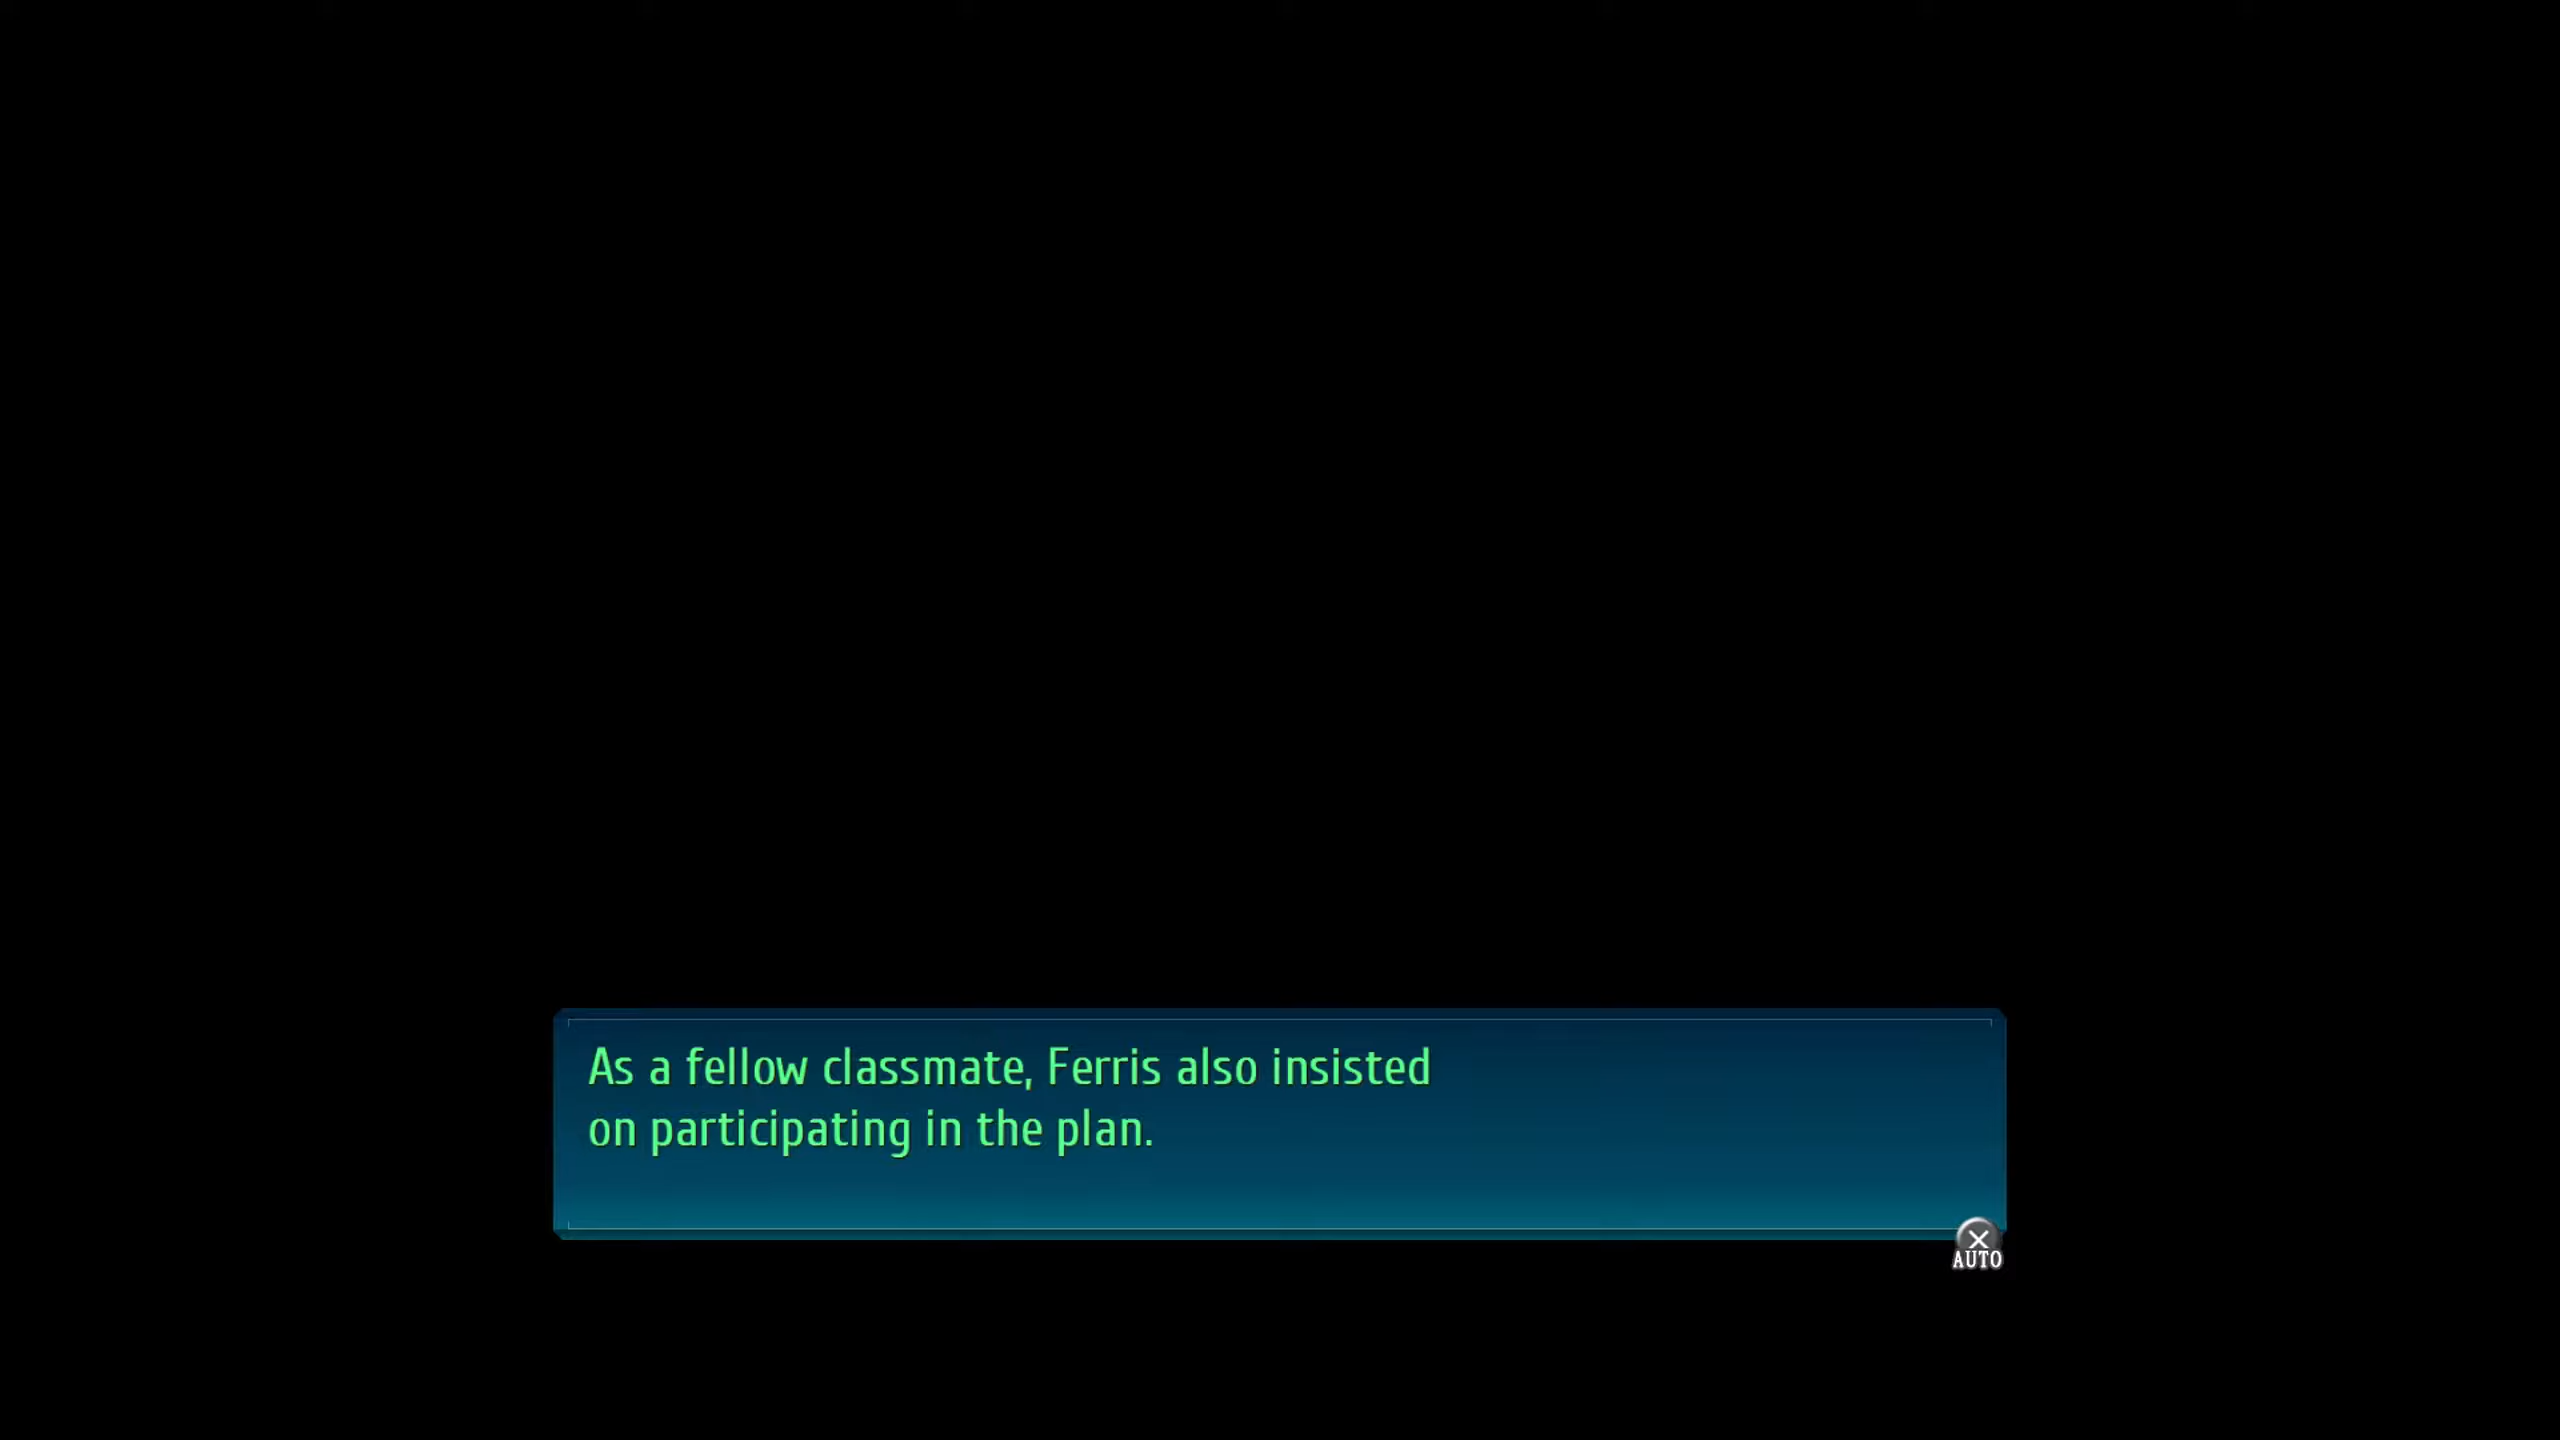 As a fellow classmate, Ferris also insisted
on participating in the plan.
AUTO